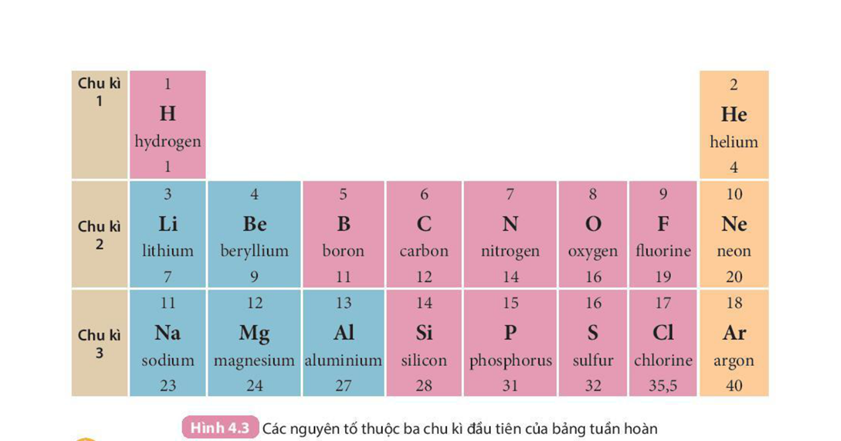 Chu kì
1
1
H
hydrogen
1
2
He
helium
4
Chu kì
2
3
Li
lithium
7
4
Be
beryllium
9
5
B
boron
11
6
C
carbon
12
7
N
nitrogen
14
8
O
oxygen
16
9
F
fluorine
19
10
Ne
neon
20
Chu kì
3
11
Na
sodium
23
12
Mg
magnesium
24
13
Al
aluminium
27
14
Si
silicon
28
15
P
phosphorus
31
16
S
sulfur
32
17
Cl
chlorine
35,5
18
Ar
argon
40
Hình 4.3 Các nguyên tố thuộc ba chu kì đầu tiên của bảng tuần hoàn